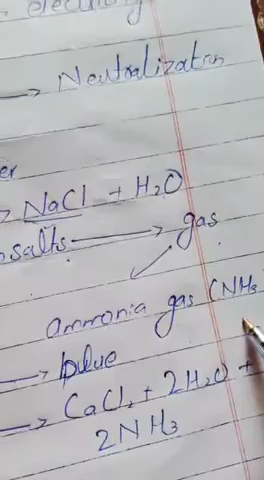 → Neutralization
er
→ NaCl + H₂O
salts → gas
ammonia gas (NH₃
→ blue
→ CaCl₂ + 2H₂O +
2NH₃